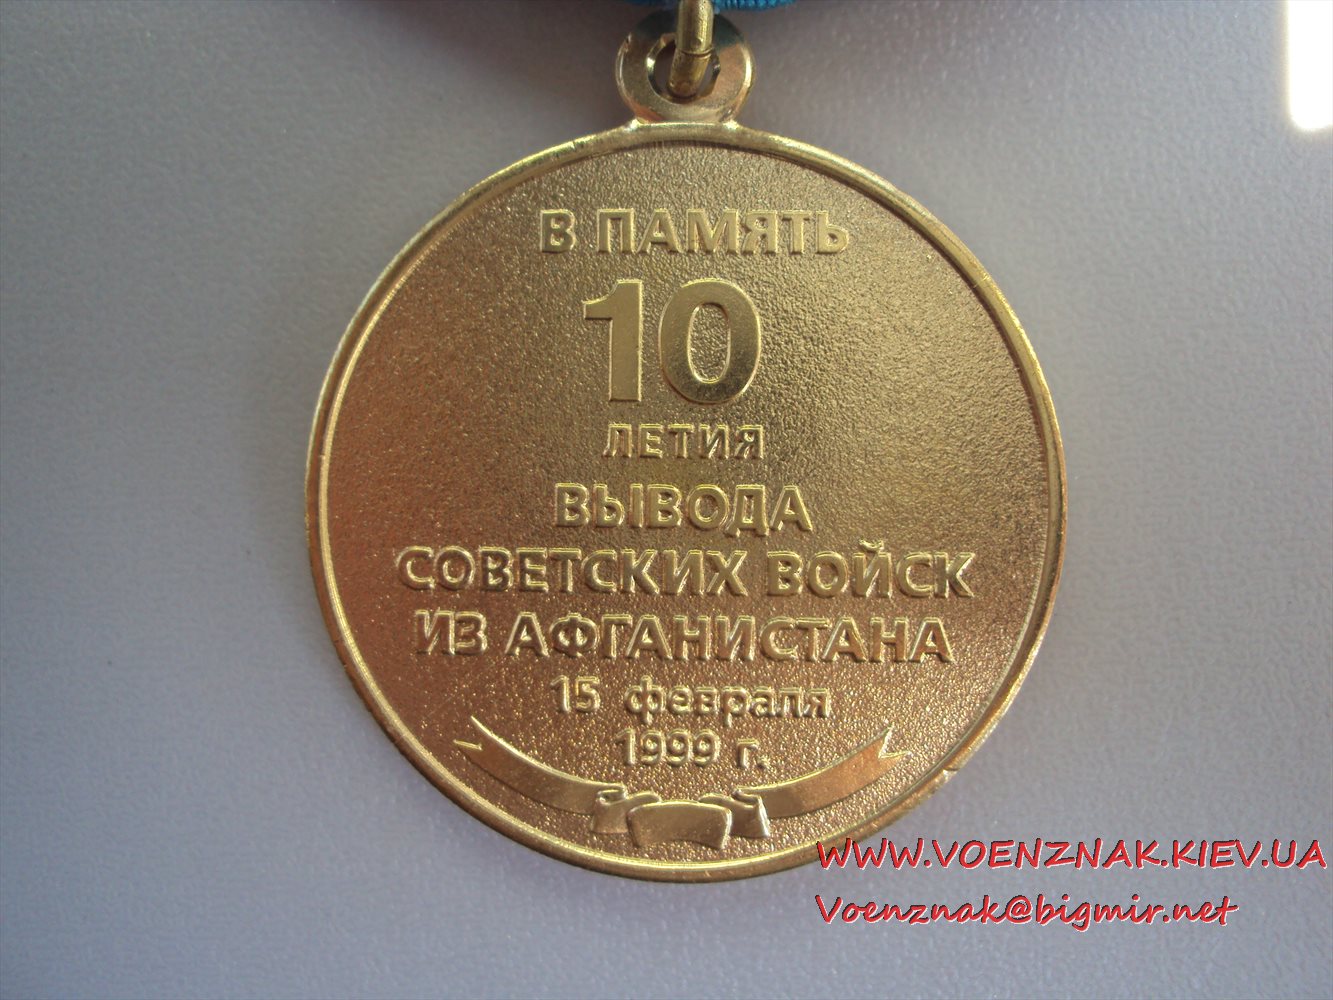 В ПАМЯТЬ
10
ЛЕТИЯ
ВЫВОДА
СОВЕТСКИХ ВОЙСК
ИЗ АФГАНИСТАНА
15 февраля
1999 г.
WWW.VOENZNAK.KIEV.UA
Voenznak@bigmir.net